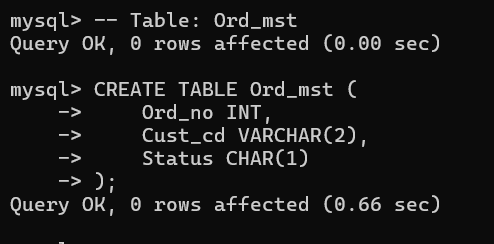 mysql> -- Table: Ord_mst
Query OK, 0 rows affected (0.00 sec)

mysql> CREATE TABLE Ord_mst (
    ->     Ord_no INT,
    ->     Cust_cd VARCHAR(2),
    ->     Status CHAR(1)
    -> );
Query OK, 0 rows affected (0.66 sec)